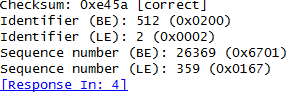 Checksum: 0xe45a [correct]
Identifier (BE): 512 (0x0200)
Identifier (LE): 2 (0x0002)
Sequence number (BE): 26369 (0x6701)
Sequence number (LE): 359 (0x0167)
[Response In: 4]